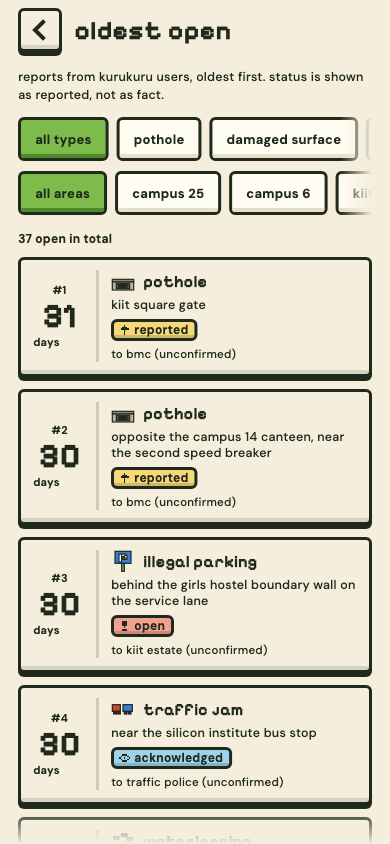 oldest open
reports from kurukuru users, oldest first. status is shown
as reported, not as fact.
all types
pothole
damaged surface
all areas
campus 25
campus 6
kiit
37 open in total
#1
31
days
pothole
kiit square gate
reported
to bmc (unconfirmed)
#2
30
days
pothole
opposite the campus 14 canteen, near
the second speed breaker
reported
to bmc (unconfirmed)
#3
30
days
illegal parking
behind the girls hostel boundary wall on
the service lane
open
to kiit estate (unconfirmed)
#4
30
days
traffic jam
near the silicon institute bus stop
acknowledged
to traffic police (unconfirmed)